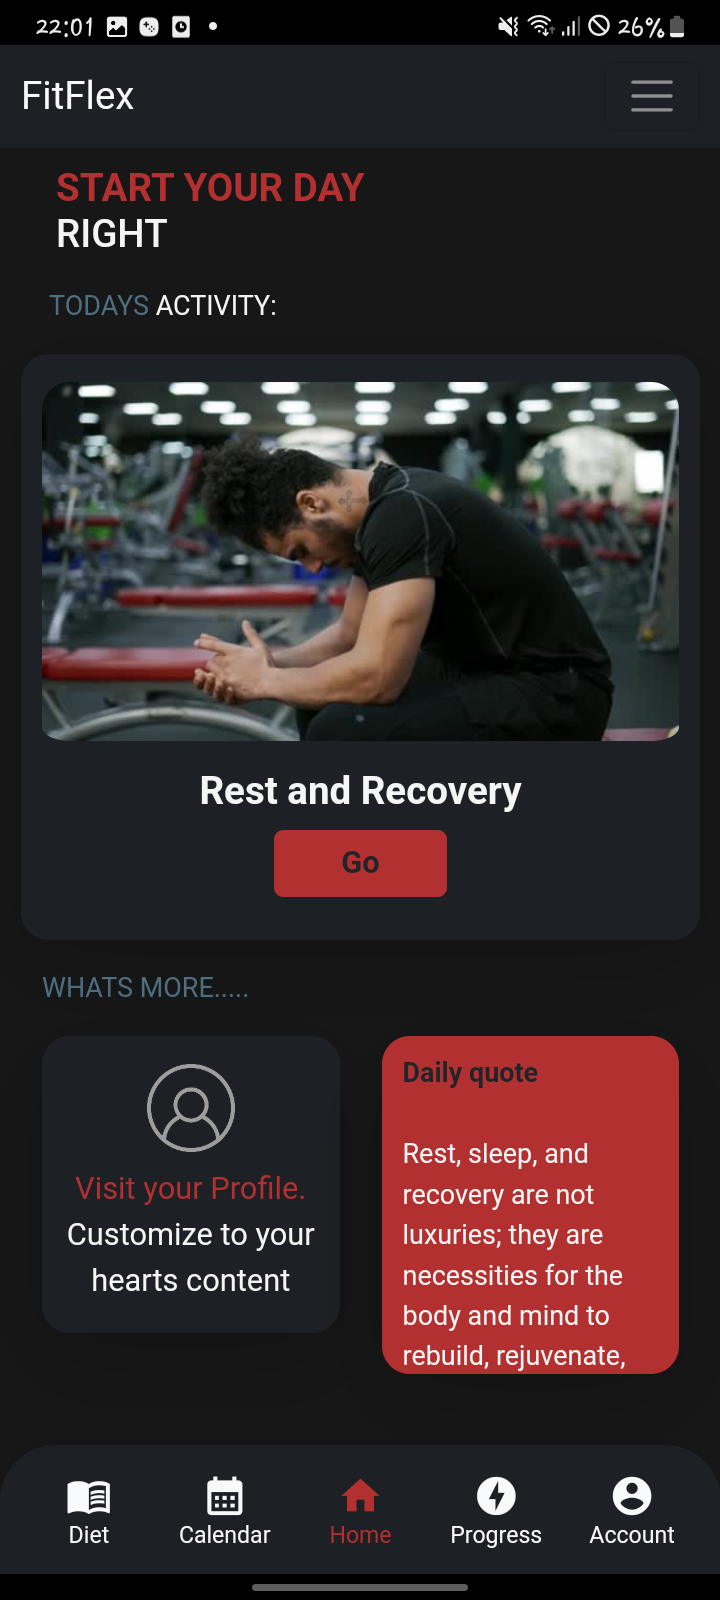 22:01
26%
FitFlex
START YOUR DAY
RIGHT
TODAYS ACTIVITY:
Rest and Recovery
Go
WHATS MORE.....
Visit your Profile.
Customize to your
hearts content
Daily quote
Rest, sleep, and
recovery are not
luxuries; they are
necessities for the
body and mind to
rebuild, rejuvenate,
Diet
Calendar
Home
Progress
Account